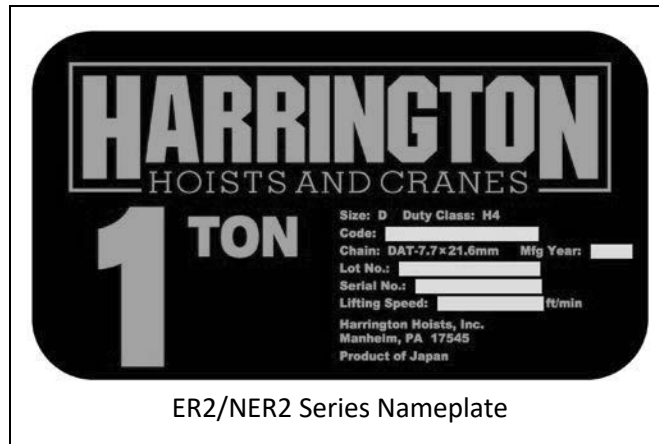 HARRINGTON
HOISTS AND CRANES
1 TON
Size: D Duty Class: H4
Code:
Chain: DAT-7.7×21.6mm Mfg Year:
Lot No.:
Serial No.:
Lifting Speed: ft/min
Harrington Hoists, Inc.
Manheim, PA 17545
Product of Japan
ER2/NER2 Series Nameplate